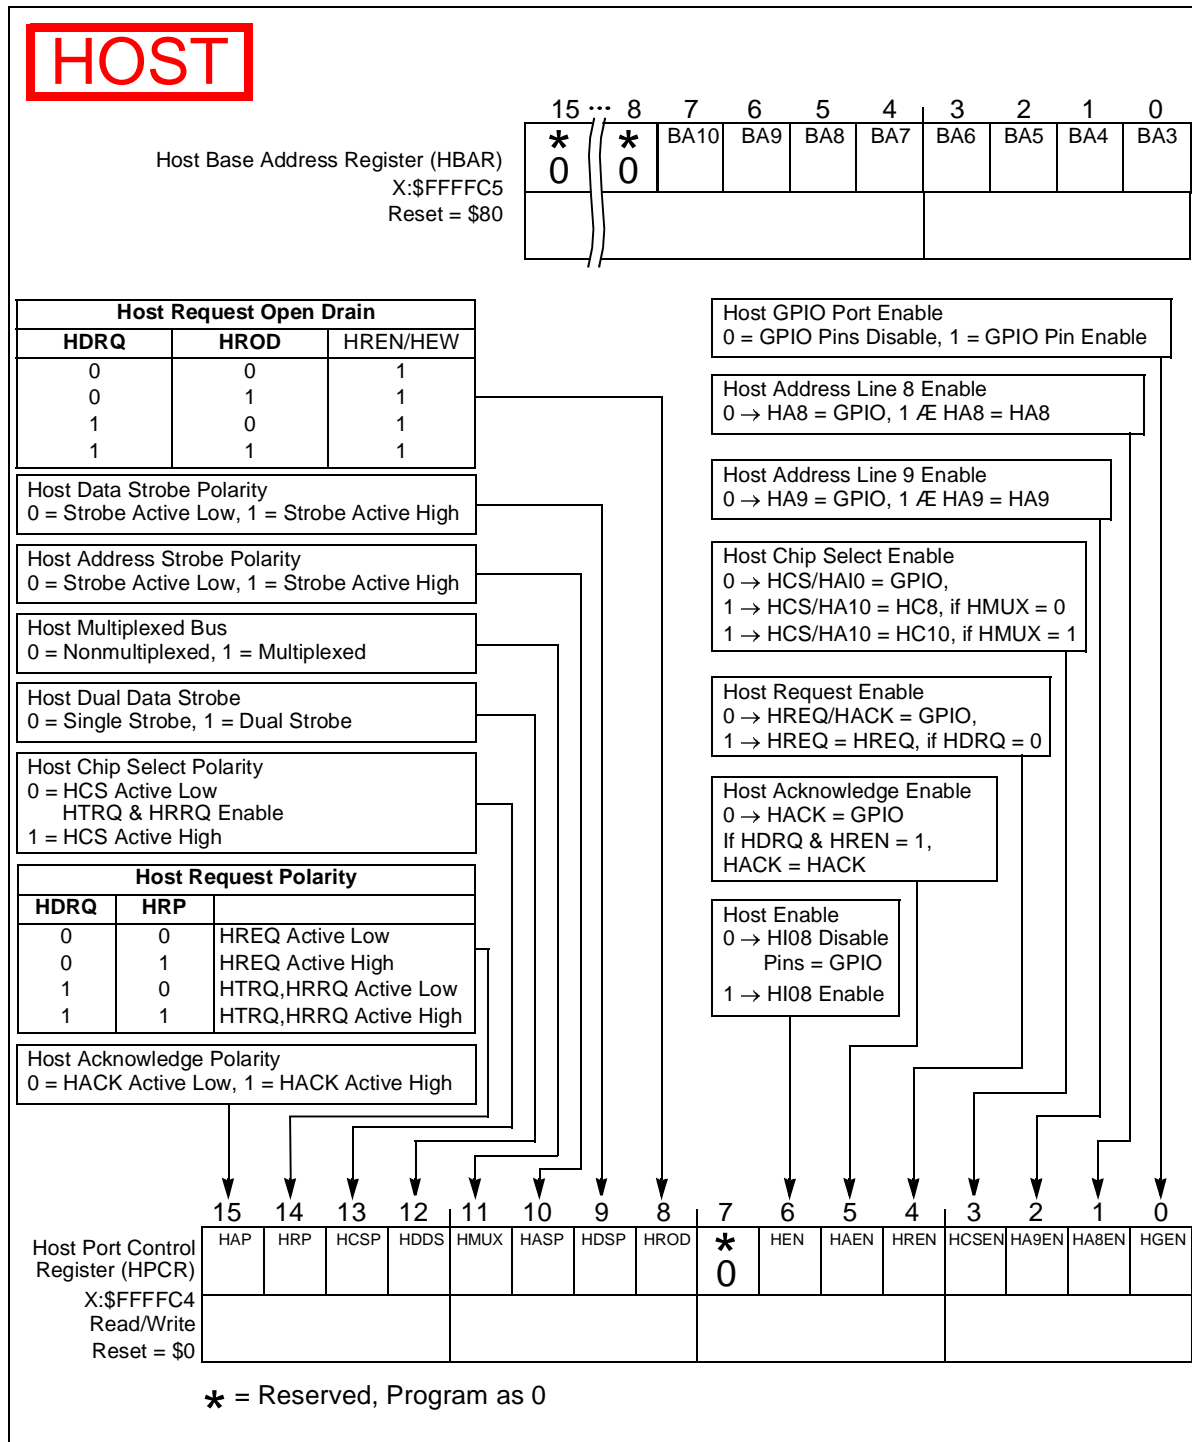 HOST
15 ··· 8 7 6 5 4 3 2 1 0
* * BA10 BA9 BA8 BA7 BA6 BA5 BA4 BA3
0 0
Host Base Address Register (HBAR)
X:$FFFFC5
Reset = $80
Host Request Open Drain
HDRQ HROD HREN/HEW
0 0 1
0 1 1
1 0 1
1 1 1
Host Data Strobe Polarity
0 = Strobe Active Low, 1 = Strobe Active High
Host Address Strobe Polarity
0 = Strobe Active Low, 1 = Strobe Active High
Host Multiplexed Bus
0 = Nonmultiplexed, 1 = Multiplexed
Host Dual Data Strobe
0 = Single Strobe, 1 = Dual Strobe
Host Chip Select Polarity
0 = HCS Active Low
HTRQ & HRRQ Enable
1 = HCS Active High
Host Request Polarity
HDRQ HRP
0 0 HREQ Active Low
0 1 HREQ Active High
1 0 HTRQ,HRRQ Active Low
1 1 HTRQ,HRRQ Active High
Host Acknowledge Polarity
0 = HACK Active Low, 1 = HACK Active High
Host GPIO Port Enable
0 = GPIO Pins Disable, 1 = GPIO Pin Enable
Host Address Line 8 Enable
0 → HA8 = GPIO, 1 Æ HA8 = HA8
Host Address Line 9 Enable
0 → HA9 = GPIO, 1 Æ HA9 = HA9
Host Chip Select Enable
0 → HCS/HAI0 = GPIO,
1 → HCS/HA10 = HC8, if HMUX = 0
1 → HCS/HA10 = HC10, if HMUX = 1
Host Request Enable
0 → HREQ/HACK = GPIO,
1 → HREQ = HREQ, if HDRQ = 0
Host Acknowledge Enable
0 → HACK = GPIO
If HDRQ & HREN = 1,
HACK = HACK
Host Enable
0 → HI08 Disable
Pins = GPIO
1 → HI08 Enable
15 14 13 12 11 10 9 8 7 6 5 4 3 2 1 0
HAP HRP HCSP HDDS HMUX HASP HDSP HROD * HEN HAEN HREN HCSEN HA9EN HA8EN HGEN
0
Host Port Control
Register (HPCR)
X:$FFFFC4
Read/Write
Reset = $0
* = Reserved, Program as 0